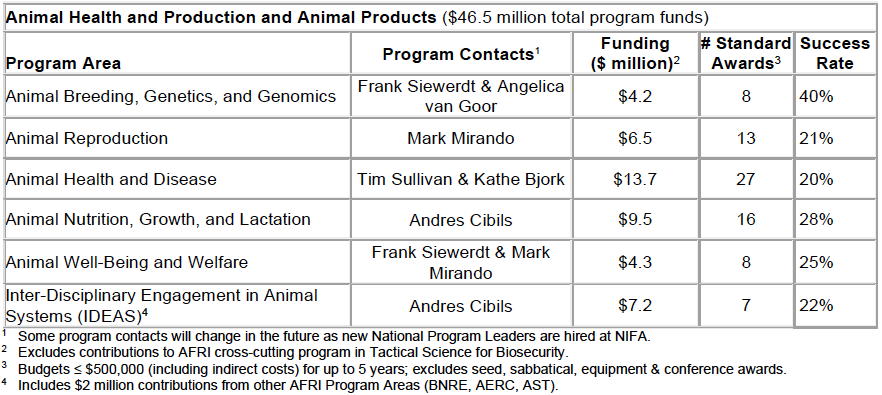 Animal Health and Production and Animal Products ($46.5 million total program funds)
Program Area Program Contacts1 Funding ($ million)2 # Standard Awards3 Success Rate
Animal Breeding, Genetics, and Genomics Frank Siewerdt & Angelica van Goor $4.2 8 40%
Animal Reproduction Mark Mirando $6.5 13 21%
Animal Health and Disease Tim Sullivan & Kathe Bjork $13.7 27 20%
Animal Nutrition, Growth, and Lactation Andres Cibils $9.5 16 28%
Animal Well-Being and Welfare Frank Siewerdt & Mark Mirando $4.3 8 25%
Inter-Disciplinary Engagement in Animal Systems (IDEAS)4 Andres Cibils $7.2 7 22%
1 Some program contacts will change in the future as new National Program Leaders are hired at NIFA.
2 Excludes contributions to AFRI cross-cutting program in Tactical Science for Biosecurity.
3 Budgets ≤ $500,000 (including indirect costs) for up to 5 years; excludes seed, sabbatical, equipment & conference awards.
4 Includes $2 million contributions from other AFRI Program Areas (BNRE, AERC, AST).